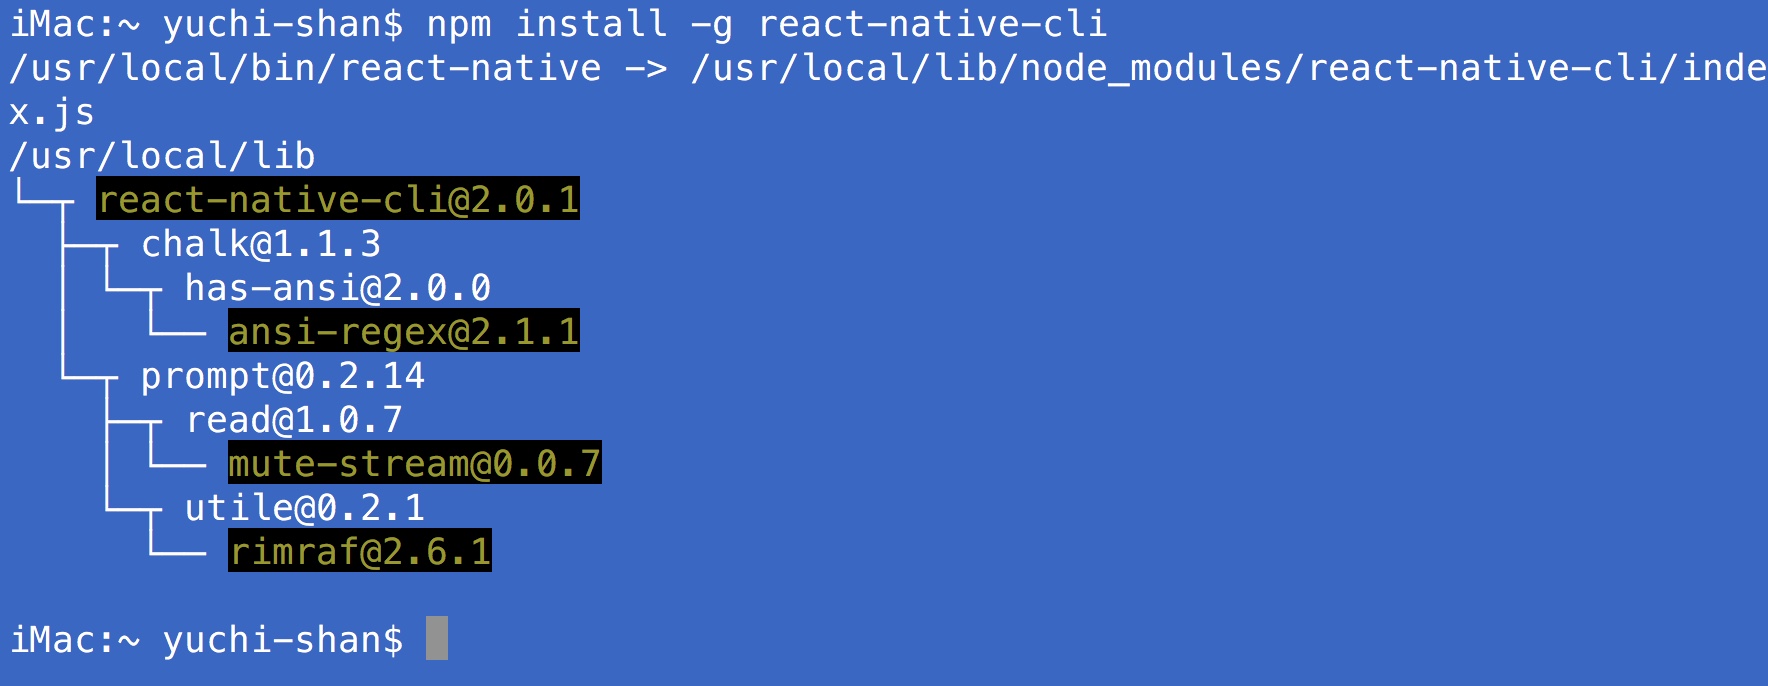 iMac:~ yuchi-shan$ npm install -g react-native-cli
/usr/local/bin/react-native -> /usr/local/lib/node_modules/react-native-cli/inde
x.js
/usr/local/lib
└─┬ react-native-cli@2.0.1
  ├─┬ chalk@1.1.3
  │ └─┬ has-ansi@2.0.0
  │   └── ansi-regex@2.1.1
  └─┬ prompt@0.2.14
    ├─┬ read@1.0.7
    │ └── mute-stream@0.0.7
    └─┬ utile@0.2.1
      └── rimraf@2.6.1
iMac:~ yuchi-shan$